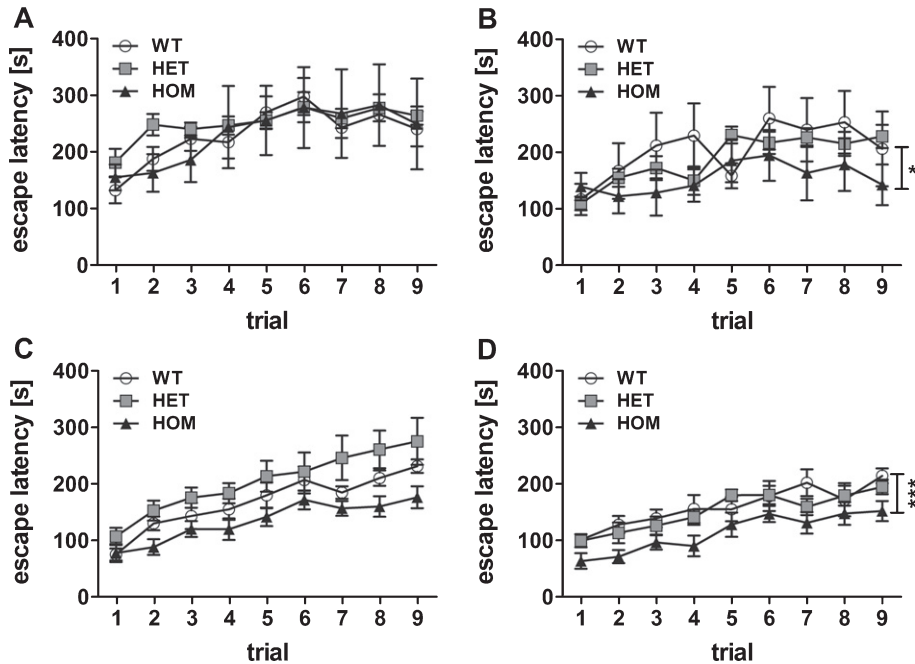 A
400
300
200
100
0
escape latency [s]
WT
HET
HOM
1 2 3 4 5 6 7 8 9
trial
B
400
300
200
100
0
escape latency [s]
WT
HET
HOM
*
1 2 3 4 5 6 7 8 9
trial
C
400
300
200
100
0
escape latency [s]
WT
HET
HOM
1 2 3 4 5 6 7 8 9
trial
D
400
300
200
100
0
escape latency [s]
WT
HET
HOM
***
1 2 3 4 5 6 7 8 9
trial